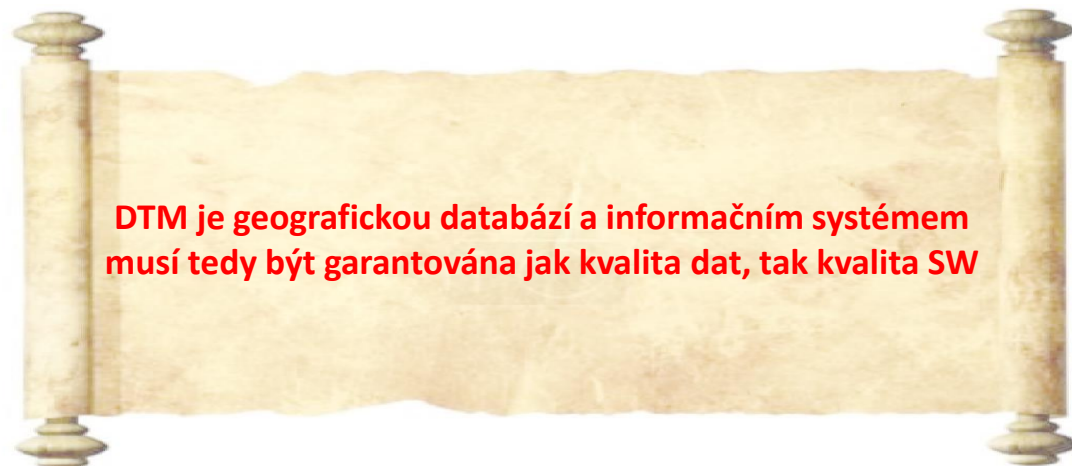 DTM je geografickou databází a informačním systémem
musí tedy být garantována jak kvalita dat, tak kvalita SW